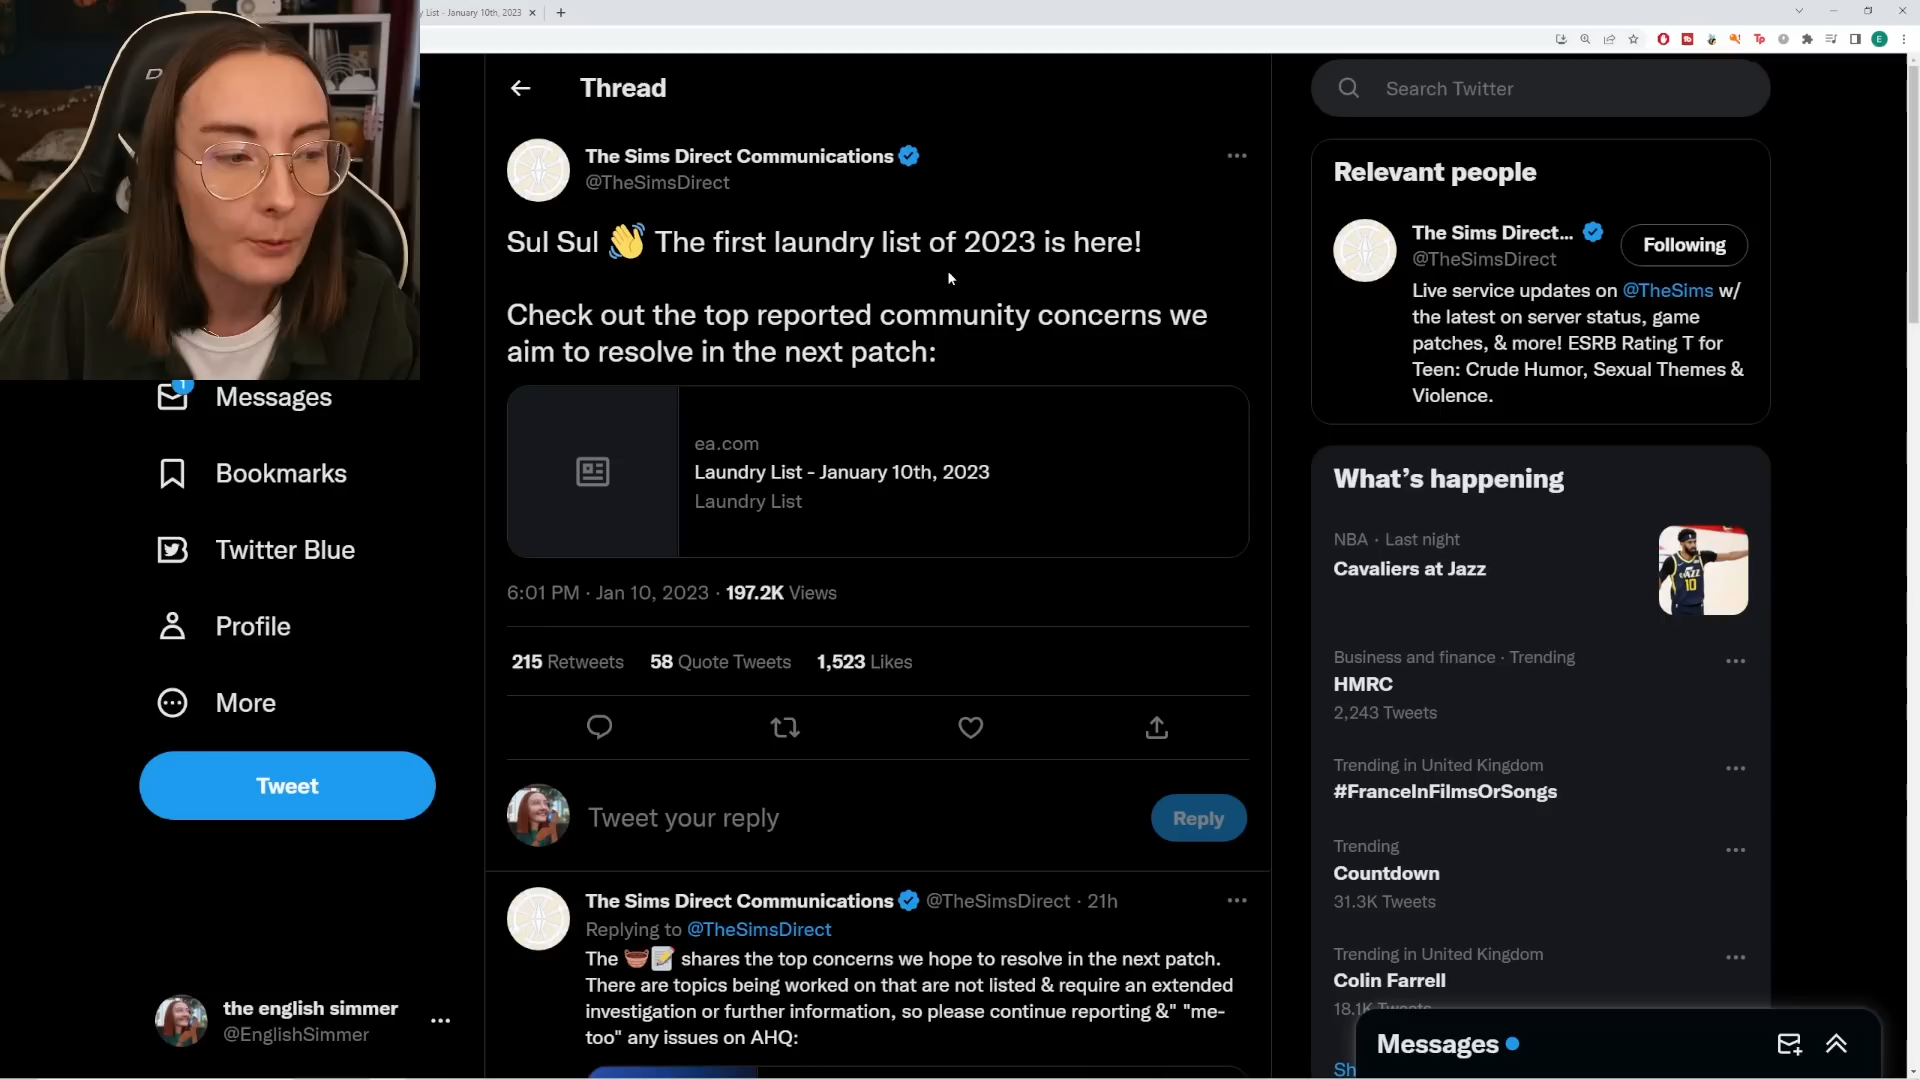 y List - January 10th, 2023
Thread
Search Twitter
The Sims Direct Communications
@TheSimsDirect
Sul Sul 👋 The first laundry list of 2023 is here!
Check out the top reported community concerns we
aim to resolve in the next patch:
ea.com
Laundry List - January 10th, 2023
Laundry List
6:01 PM · Jan 10, 2023 · 197.2K Views
215 Retweets 58 Quote Tweets 1,523 Likes
Tweet your reply
Reply
The Sims Direct Communications @TheSimsDirect · 21h
Replying to @TheSimsDirect
The 🧺📝 shares the top concerns we hope to resolve in the next patch.
There are topics being worked on that are not listed & require an extended
investigation or further information, so please continue reporting &" "me-
too" any issues on AHQ:
1
Messages
Bookmarks
Twitter Blue
Profile
More
Tweet
the english simmer
@EnglishSimmer
Relevant people
The Sims Direct...
@TheSimsDirect
Following
Live service updates on @TheSims w/
the latest on server status, game
patches, & more! ESRB Rating T for
Teen: Crude Humor, Sexual Themes &
Violence.
What's happening
NBA · Last night
Cavaliers at Jazz
Business and finance · Trending
HMRC
2,243 Tweets
Trending in United Kingdom
#FranceInFilmsOrSongs
Trending
Countdown
31.3K Tweets
Trending in United Kingdom
Colin Farrell
18.1K Tweets
Sh
Messages